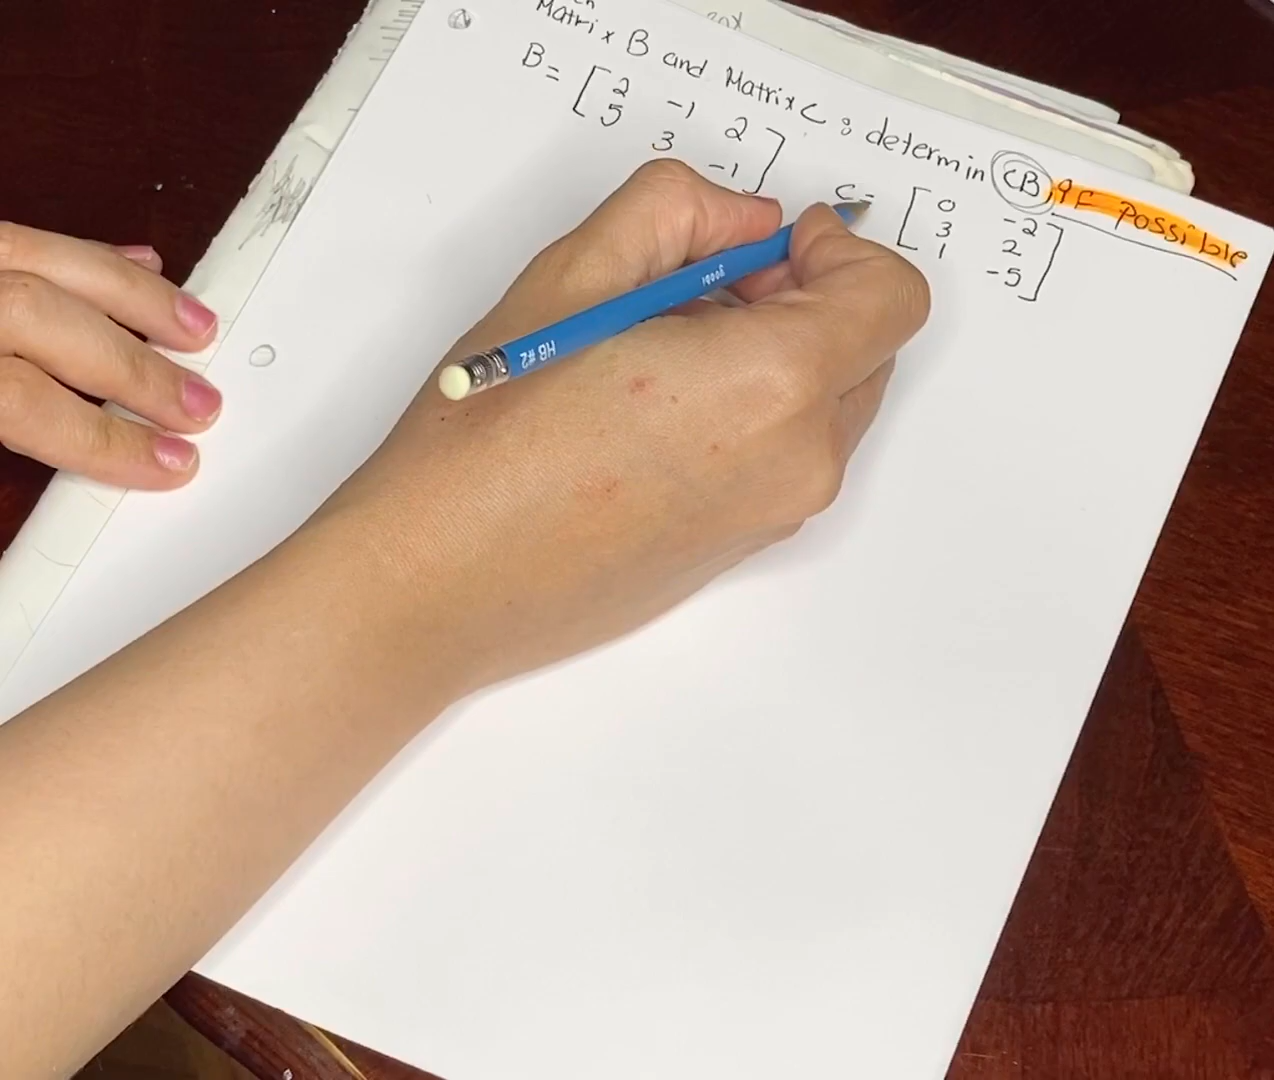 Matrix B and Matrix C : determin CB, if possible
B = [ 2 -1 2
5 3 -1 ]
C = [ 0 -2
3 2
1 -5 ]
yoobi
HB #2